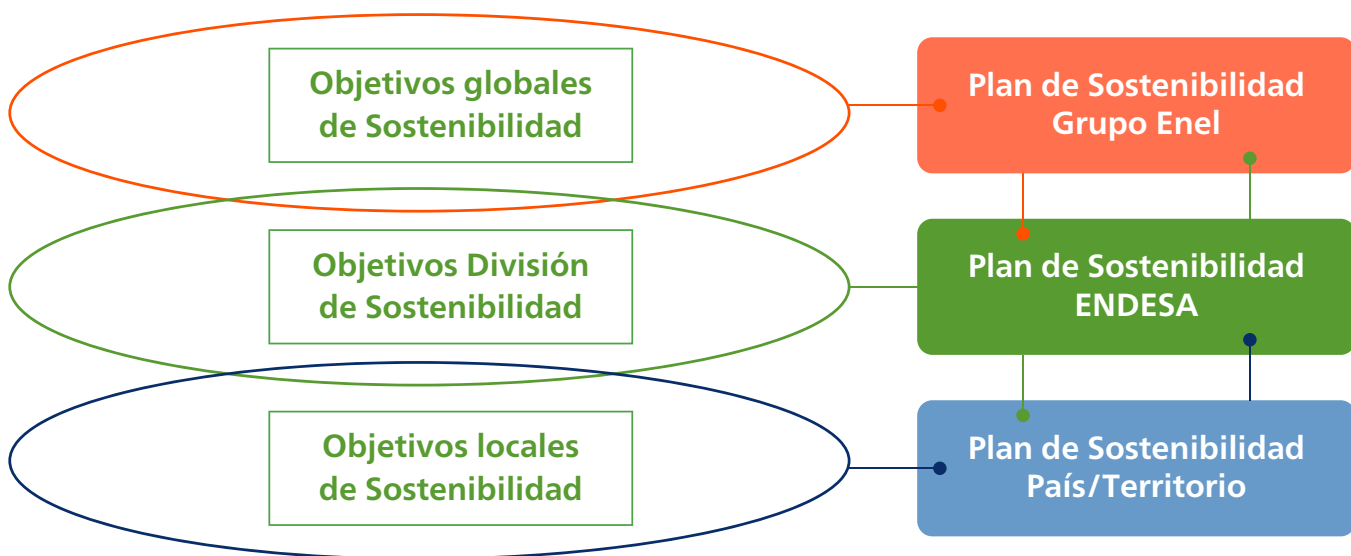 Objetivos globales
de Sostenibilidad
Plan de Sostenibilidad
Grupo Enel
Objetivos División
de Sostenibilidad
Plan de Sostenibilidad
ENDESA
Objetivos locales
de Sostenibilidad
Plan de Sostenibilidad
País/Territorio